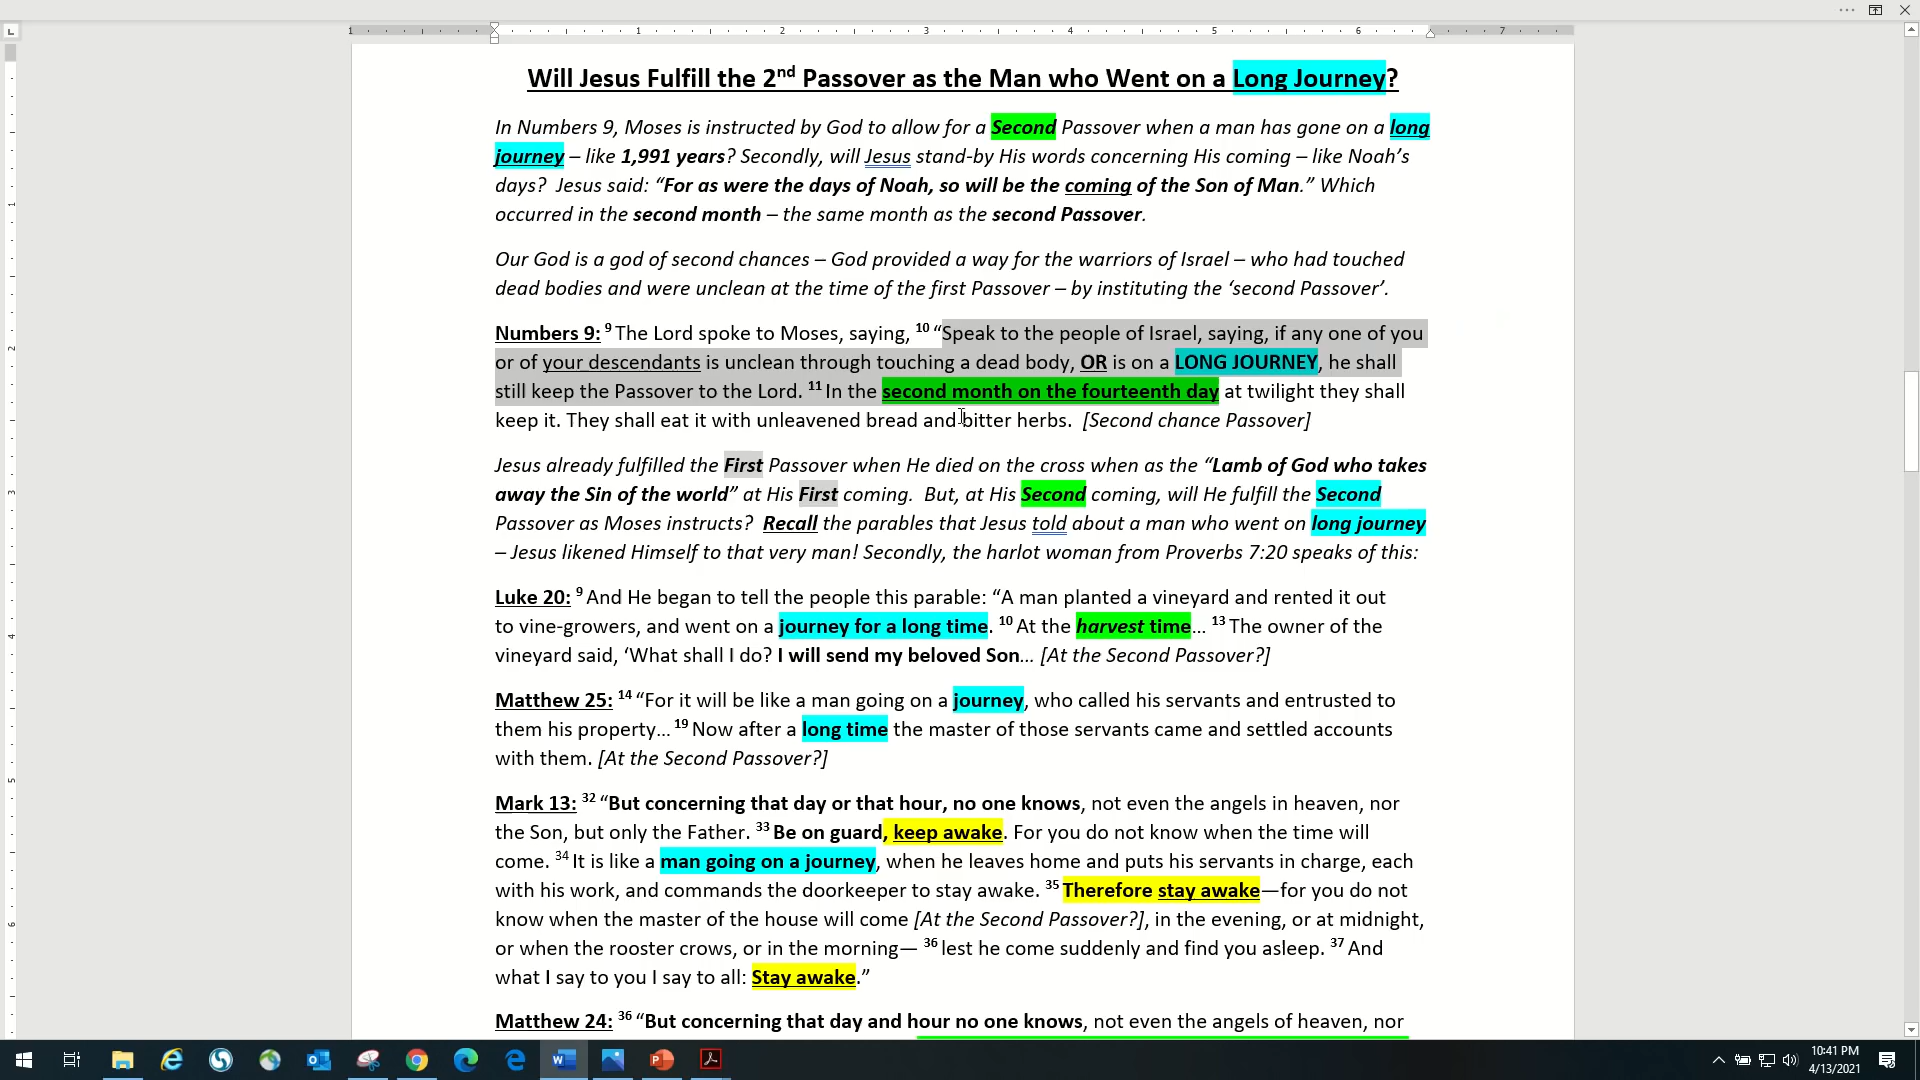 Will Jesus Fulfill the 2nd Passover as the Man who Went on a Long Journey?
In Numbers 9, Moses is instructed by God to allow for a Second Passover when a man has gone on a long
journey – like 1,991 years? Secondly, will Jesus stand-by His words concerning His coming – like Noah's
days?  Jesus said: “For as were the days of Noah, so will be the coming of the Son of Man.” Which
occurred in the second month – the same month as the second Passover.
Our God is a god of second chances – God provided a way for the warriors of Israel – who had touched
dead bodies and were unclean at the time of the first Passover – by instituting the ‘second Passover’.
Numbers 9: 9 The Lord spoke to Moses, saying, 10 “Speak to the people of Israel, saying, if any one of you
or of your descendants is unclean through touching a dead body, OR is on a LONG JOURNEY, he shall
still keep the Passover to the Lord. 11 In the second month on the fourteenth day at twilight they shall
keep it. They shall eat it with unleavened bread and bitter herbs.  [Second chance Passover]
Jesus already fulfilled the First Passover when He died on the cross when as the “Lamb of God who takes
away the Sin of the world” at His First coming.  But, at His Second coming, will He fulfill the Second
Passover as Moses instructs?  Recall the parables that Jesus told about a man who went on long journey
– Jesus likened Himself to that very man! Secondly, the harlot woman from Proverbs 7:20 speaks of this:
Luke 20: 9 And He began to tell the people this parable: “A man planted a vineyard and rented it out
to vine-growers, and went on a journey for a long time. 10 At the harvest time… 13 The owner of the
vineyard said, ‘What shall I do? I will send my beloved Son… [At the Second Passover?]
Matthew 25: 14 “For it will be like a man going on a journey, who called his servants and entrusted to
them his property… 19 Now after a long time the master of those servants came and settled accounts
with them. [At the Second Passover?]
Mark 13: 32 “But concerning that day or that hour, no one knows, not even the angels in heaven, nor
the Son, but only the Father. 33 Be on guard, keep awake. For you do not know when the time will
come. 34 It is like a man going on a journey, when he leaves home and puts his servants in charge, each
with his work, and commands the doorkeeper to stay awake. 35 Therefore stay awake—for you do not
know when the master of the house will come [At the Second Passover?], in the evening, or at midnight,
or when the rooster crows, or in the morning— 36 lest he come suddenly and find you asleep. 37 And
what I say to you I say to all: Stay awake.”
Matthew 24: 36 “But concerning that day and hour no one knows, not even the angels of heaven, nor
10:41 PM
4/13/2021